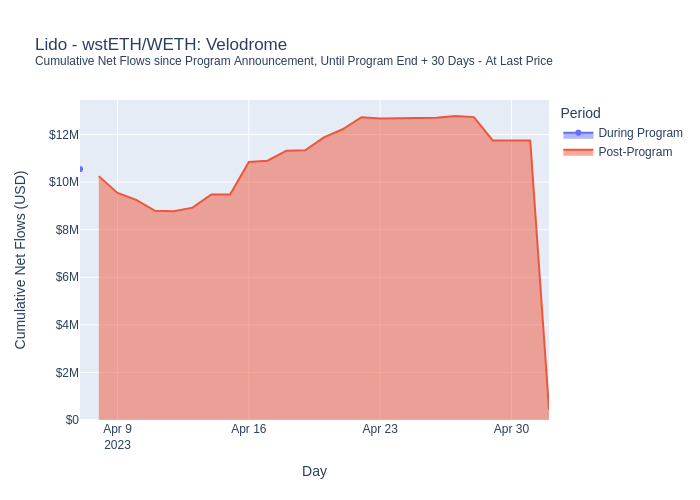 Lido - wstETH/WETH: Velodrome
Cumulative Net Flows since Program Announcement, Until Program End + 30 Days - At Last Price
Period
During Program
Post-Program
Cumulative Net Flows (USD)
$12M
$10M
$8M
$6M
$4M
$2M
$0
Apr 9
2023
Apr 16
Apr 23
Apr 30
Day